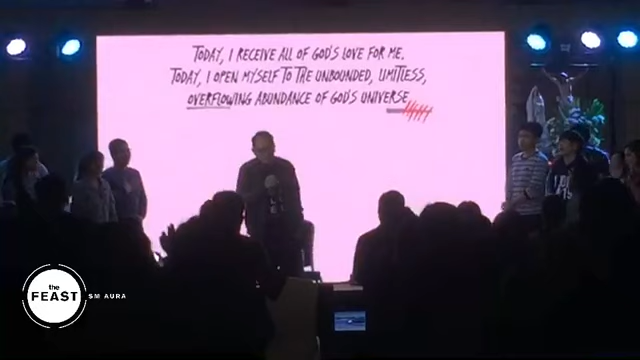 TODAY, I RECEIVE ALL OF GOD'S LOVE FOR ME.
TODAY, I OPEN MYSELF TO THE UNBOUNDED, LIMITLESS,
OVERFLOWING ABUNDANCE OF GOD'S UNIVERSE
the
FEAST
SM AURA